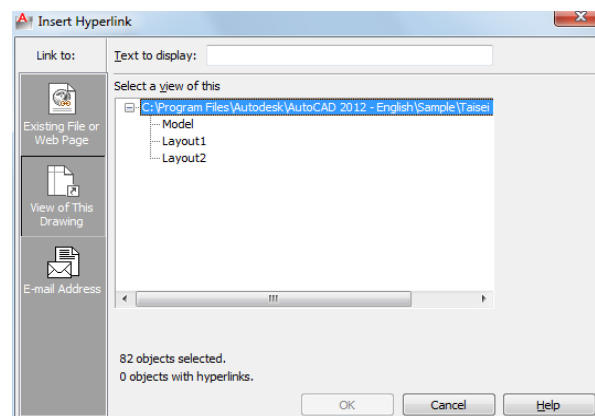 Insert Hyperlink
Link to:
Text to display:
Select a view of this
C:\Program Files\Autodesk\AutoCAD 2012 - English\Sample\Taisei
Model
Layout1
Layout2
Existing File or
Web Page
View of This
Drawing
E-mail Address
82 objects selected.
0 objects with hyperlinks.
OK
Cancel
Help